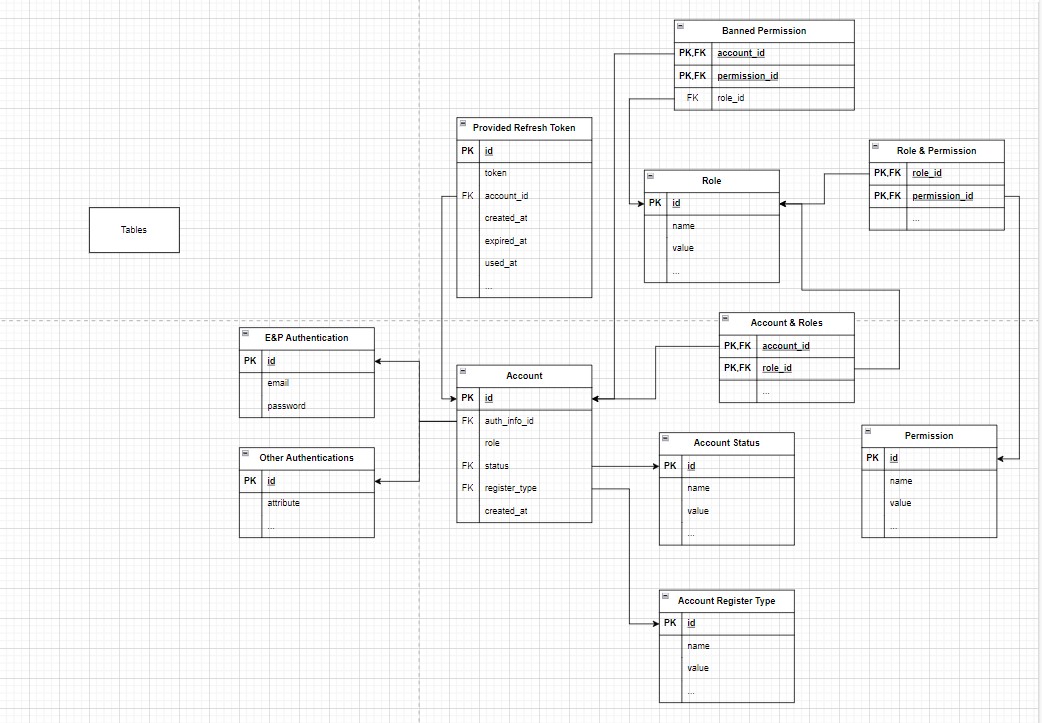 Banned Permission
PK,FK account_id
PK,FK permission_id
FK role_id
Provided Refresh Token
PK id
token
FK account_id
created_at
expired_at
used_at
...
Role & Permission
PK,FK role_id
PK,FK permission_id
...
Role
PK id
name
value
...
Tables
Account & Roles
PK,FK account_id
PK,FK role_id
...
E&P Authentication
PK id
email
password
Account
PK id
FK auth_info_id
role
FK status
FK register_type
created_at
Other Authentications
PK id
attribute
...
Account Status
PK id
name
value
...
Permission
PK id
name
value
...
Account Register Type
PK id
name
value
...